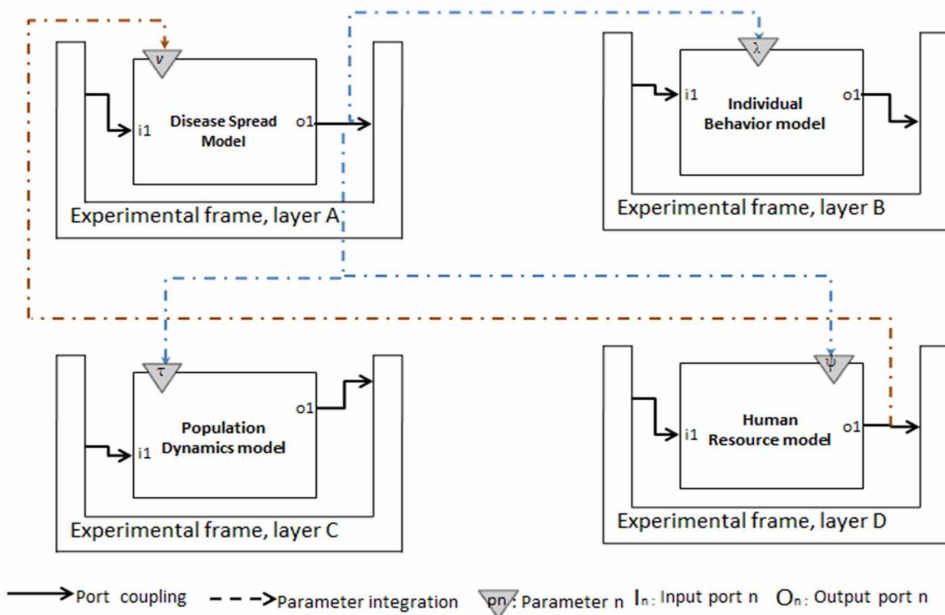 ν
Disease Spread
Model
i1
o1
Experimental frame, layer A
λ
Individual
Behavior model
i1
o1
Experimental frame, layer B
τ
Population
Dynamics model
i1
o1
Experimental frame, layer C
ψ
Human
Resource model
i1
o1
Experimental frame, layer D
Port coupling
Parameter integration
pn : Parameter n
In : Input port n
On : Output port n